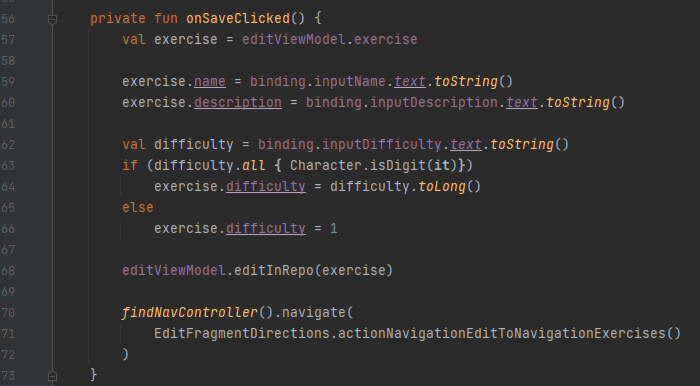 56 private fun onSaveClicked() {
57 val exercise = editViewModel.exercise
58
59 exercise.name = binding.inputName.text.toString()
60 exercise.description = binding.inputDescription.text.toString()
61
62 val difficulty = binding.inputDifficulty.text.toString()
63 if (difficulty.all { Character.isDigit(it)})
64 exercise.difficulty = difficulty.toLong()
65 else
66 exercise.difficulty = 1
67
68 editViewModel.editInRepo(exercise)
69
70 findNavController().navigate(
71 EditFragmentDirections.actionNavigationEditToNavigationExercises()
72 )
73 }